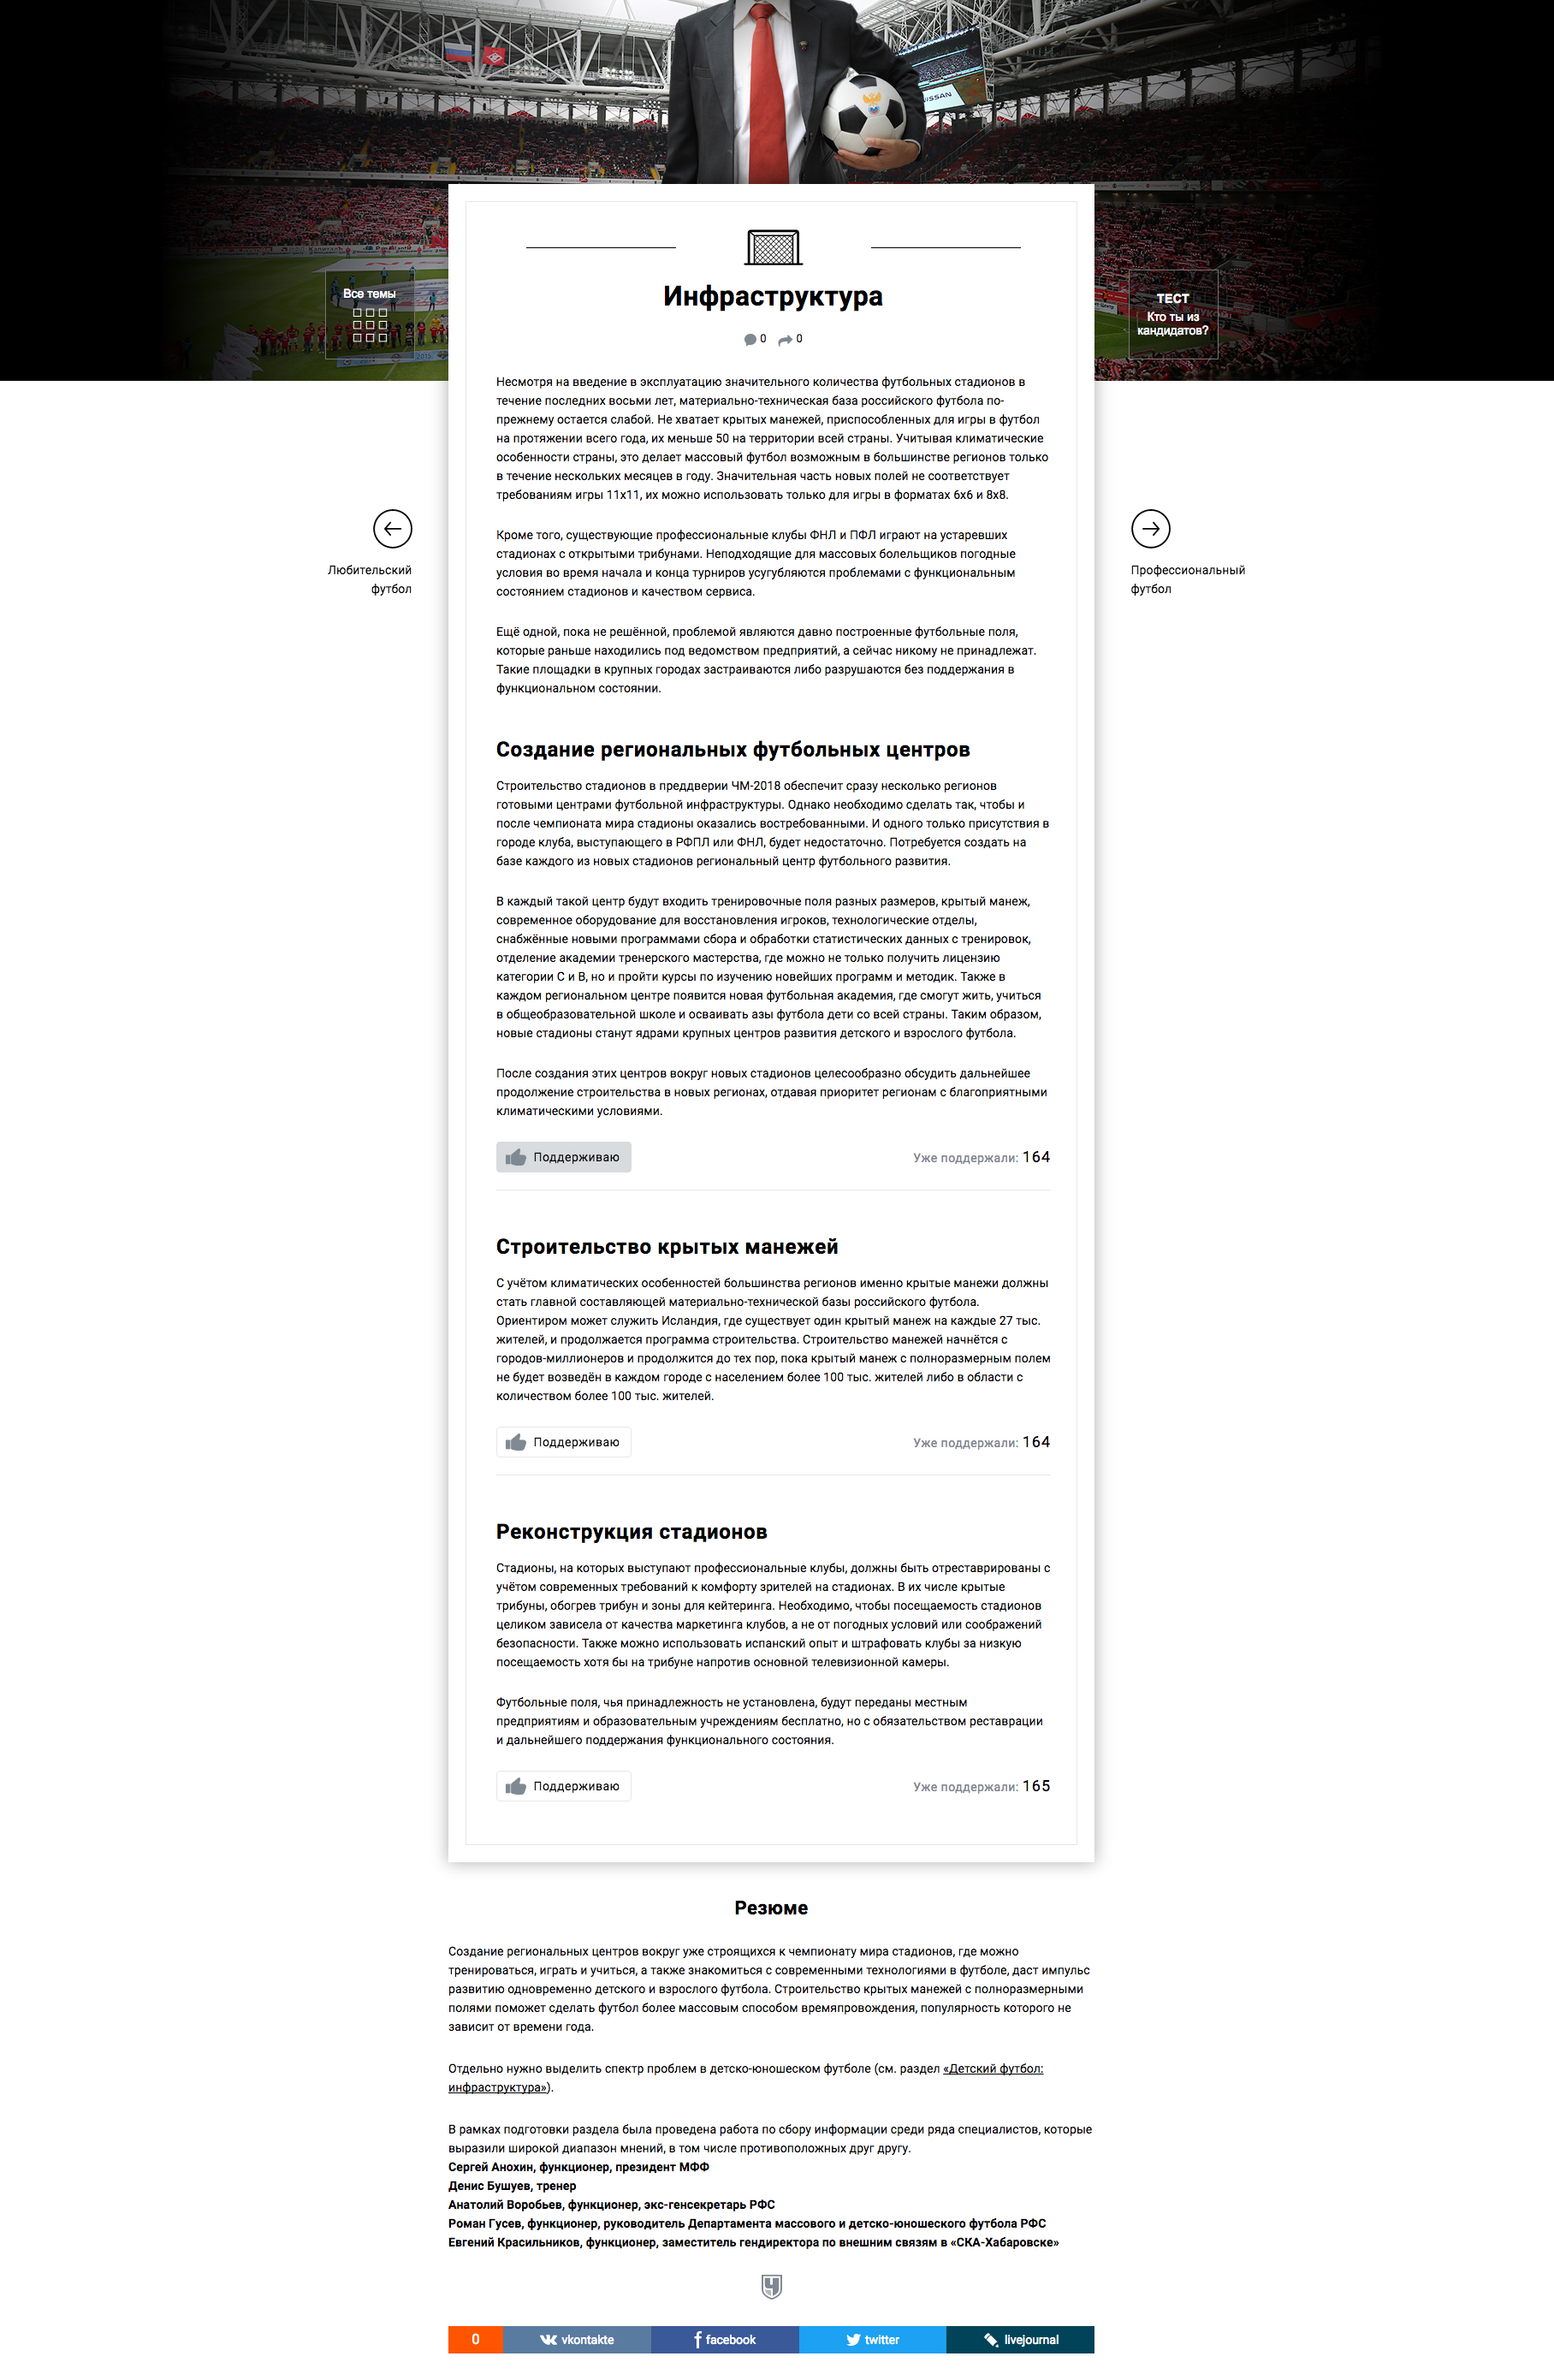 NISSAN
Все темы
2015
Инфраструктура
0 0
ТЕСТ
Кто ты из
кандидатов?
Несмотря на введение в эксплуатацию значительного количества футбольных стадионов в
течение последних восьми лет, материально-техническая база российского футбола по-
прежнему остается слабой. Не хватает крытых манежей, приспособленных для игры в футбол
на протяжении всего года, их меньше 50 на территории всей страны. Учитывая климатические
особенности страны, это делает массовый футбол возможным в большинстве регионов только
в течение нескольких месяцев в году. Значительная часть новых полей не соответствует
требованиям игры 11х11, их можно использовать только для игры в форматах 6х6 и 8х8.
Любительский
футбол
Профессиональный
футбол
Кроме того, существующие профессиональные клубы ФНЛ и ПФЛ играют на устаревших
стадионах с открытыми трибунами. Неподходящие для массовых болельщиков погодные
условия во время начала и конца турниров усугубляются проблемами с функциональным
состоянием стадионов и качеством сервиса.
Ещё одной, пока не решённой, проблемой являются давно построенные футбольные поля,
которые раньше находились под ведомством предприятий, а сейчас никому не принадлежат.
Такие площадки в крупных городах застраиваются либо разрушаются без поддержания в
функциональном состоянии.
Создание региональных футбольных центров
Строительство стадионов в преддверии ЧМ-2018 обеспечит сразу несколько регионов
готовыми центрами футбольной инфраструктуры. Однако необходимо сделать так, чтобы и
после чемпионата мира стадионы оказались востребованными. И одного только присутствия в
городе клуба, выступающего в РФПЛ или ФНЛ, будет недостаточно. Потребуется создать на
базе каждого из новых стадионов региональный центр футбольного развития.
В каждый такой центр будут входить тренировочные поля разных размеров, крытый манеж,
современное оборудование для восстановления игроков, технологические отделы,
снабжённые новыми программами сбора и обработки статистических данных с тренировок,
отделение академии тренерского мастерства, где можно не только получить лицензию
категории С и В, но и пройти курсы по изучению новейших программ и методик. Также в
каждом региональном центре появится новая футбольная академия, где смогут жить, учиться
в общеобразовательной школе и осваивать азы футбола дети со всей страны. Таким образом,
новые стадионы станут ядрами крупных центров развития детского и взрослого футбола.
После создания этих центров вокруг новых стадионов целесообразно обсудить дальнейшее
продолжение строительства в новых регионах, отдавая приоритет регионам с благоприятными
климатическими условиями.
Поддерживаю Уже поддержали: 164
Строительство крытых манежей
С учётом климатических особенностей большинства регионов именно крытые манежи должны
стать главной составляющей материально-технической базы российского футбола.
Ориентиром может служить Исландия, где существует один крытый манеж на каждые 27 тыс.
жителей, и продолжается программа строительства. Строительство манежей начнётся с
городов-миллионеров и продолжится до тех пор, пока крытый манеж с полноразмерным полем
не будет возведён в каждом городе с населением более 100 тыс. жителей либо в области с
количеством более 100 тыс. жителей.
Поддерживаю Уже поддержали: 164
Реконструкция стадионов
Стадионы, на которых выступают профессиональные клубы, должны быть отреставрированы с
учётом современных требований к комфорту зрителей на стадионах. В их числе крытые
трибуны, обогрев трибун и зоны для кейтеринга. Необходимо, чтобы посещаемость стадионов
целиком зависела от качества маркетинга клубов, а не от погодных условий или соображений
безопасности. Также можно использовать испанский опыт и штрафовать клубы за низкую
посещаемость хотя бы на трибуне напротив основной телевизионной камеры.
Футбольные поля, чья принадлежность не установлена, будут переданы местным
предприятиям и образовательным учреждениям бесплатно, но с обязательством реставрации
и дальнейшего поддержания функционального состояния.
Поддерживаю Уже поддержали: 165
Резюме
Создание региональных центров вокруг уже строящихся к чемпионату мира стадионов, где можно
тренироваться, играть и учиться, а также знакомиться с современными технологиями в футболе, даст импульс
развитию одновременно детского и взрослого футбола. Строительство крытых манежей с полноразмерными
полями поможет сделать футбол более массовым способом времяпровождения, популярность которого не
зависит от времени года.
Отдельно нужно выделить спектр проблем в детско-юношеском футболе (см. раздел «Детский футбол:
инфраструктура»).
В рамках подготовки раздела была проведена работа по сбору информации среди ряда специалистов, которые
выразили широкой диапазон мнений, в том числе противоположных друг другу.
Сергей Анохин, функционер, президент МФФ
Денис Бушуев, тренер
Анатолий Воробьев, функционер, экс-генсекретарь РФС
Роман Гусев, функционер, руководитель Департамента массового и детско-юношеского футбола РФС
Евгений Красильников, функционер, заместитель гендиректора по внешним связям в «СКА-Хабаровске»
Ч
0 vkontakte facebook twitter livejournal